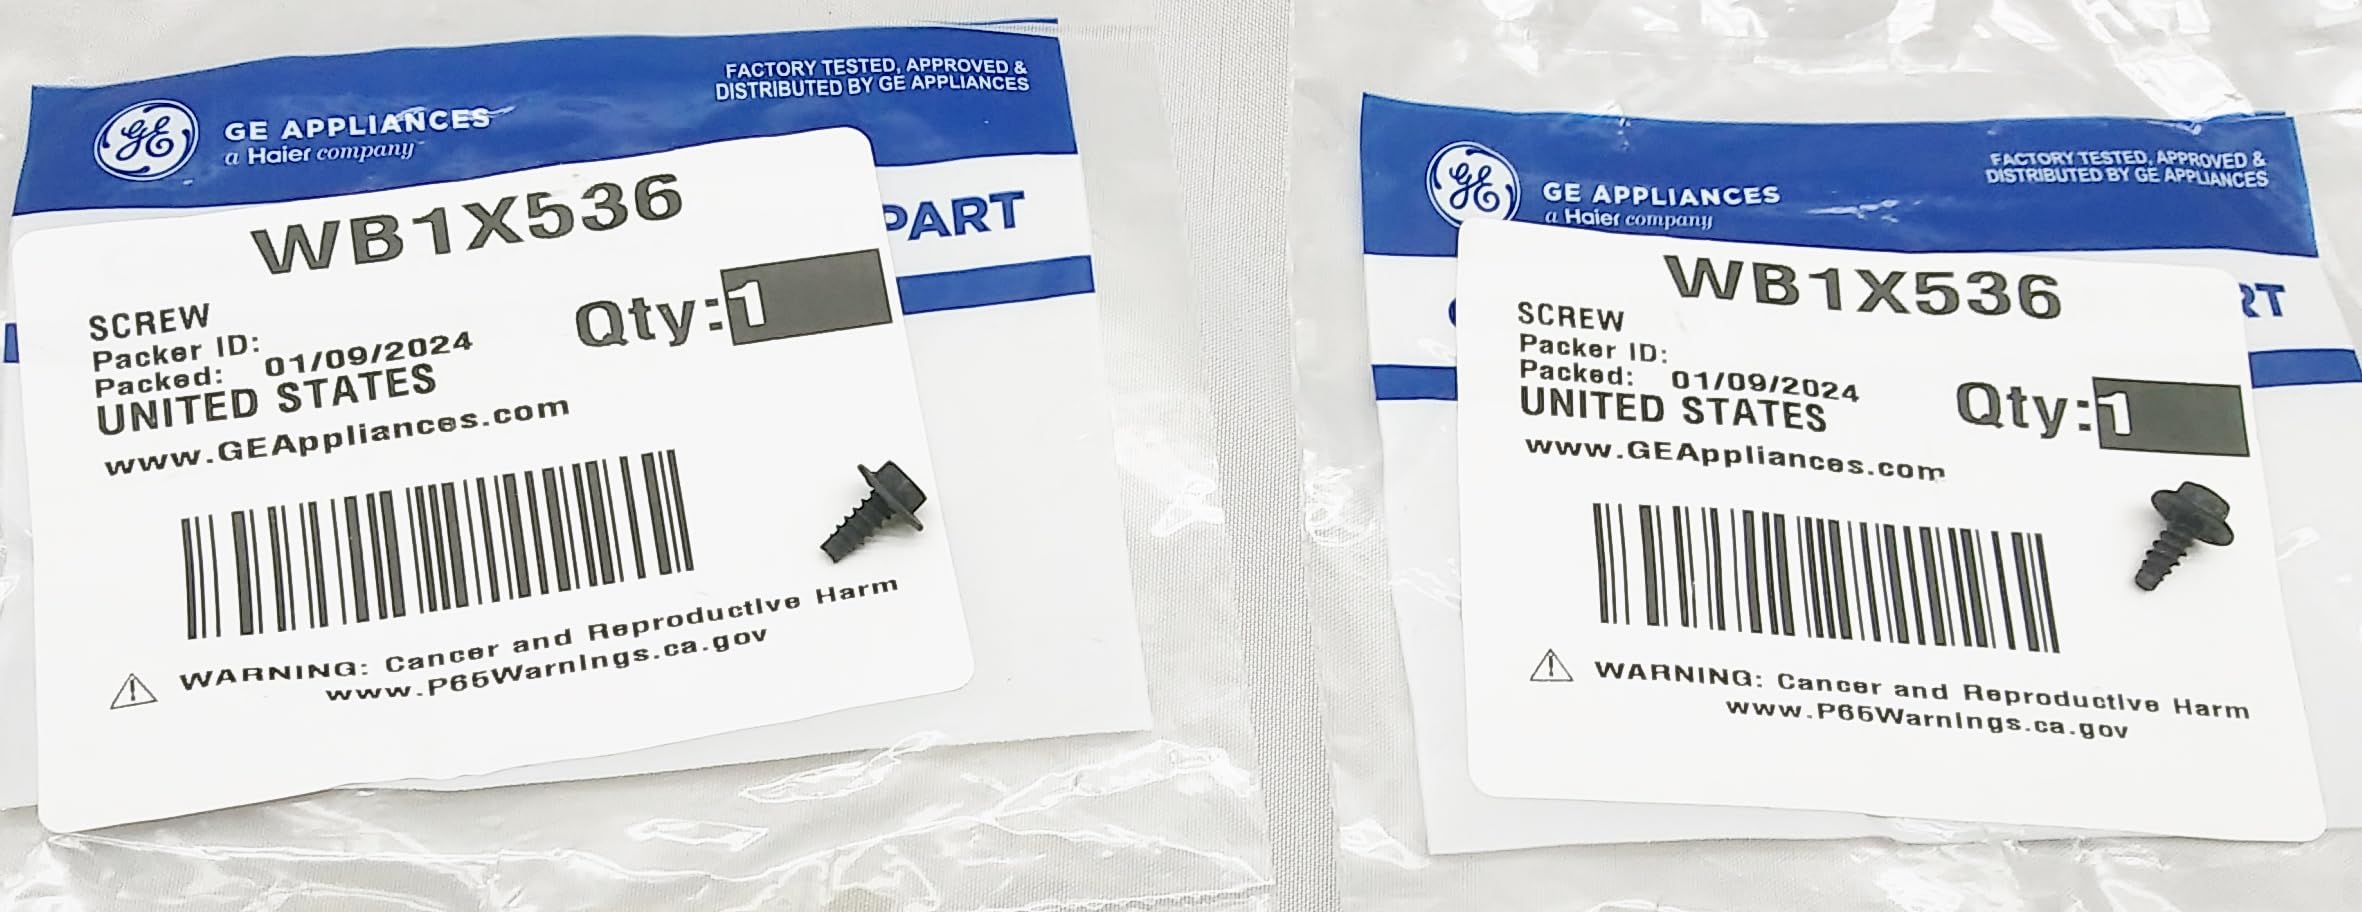 FACTORY TESTED, APPROVED &
DISTRIBUTED BY GE APPLIANCES
GE
GE APPLIANCES
a Haier company
PART
WB1X536
SCREW
Packer ID:
Packed: 01/09/2024
Qty:1
UNITED STATES
www.GEAppliances.com
WARNING: Cancer and Reproductive Harm
www.P65Warnings.ca.gov
FACTORY TESTED, APPROVED &
DISTRIBUTED BY GE APPLIANCES
GE
GE APPLIANCES
a Haier company
RT
WB1X536
SCREW
Packer ID:
Packed: 01/09/2024
Qty:1
UNITED STATES
www.GEAppliances.com
WARNING: Cancer and Reproductive Harm
www.P65Warnings.ca.gov